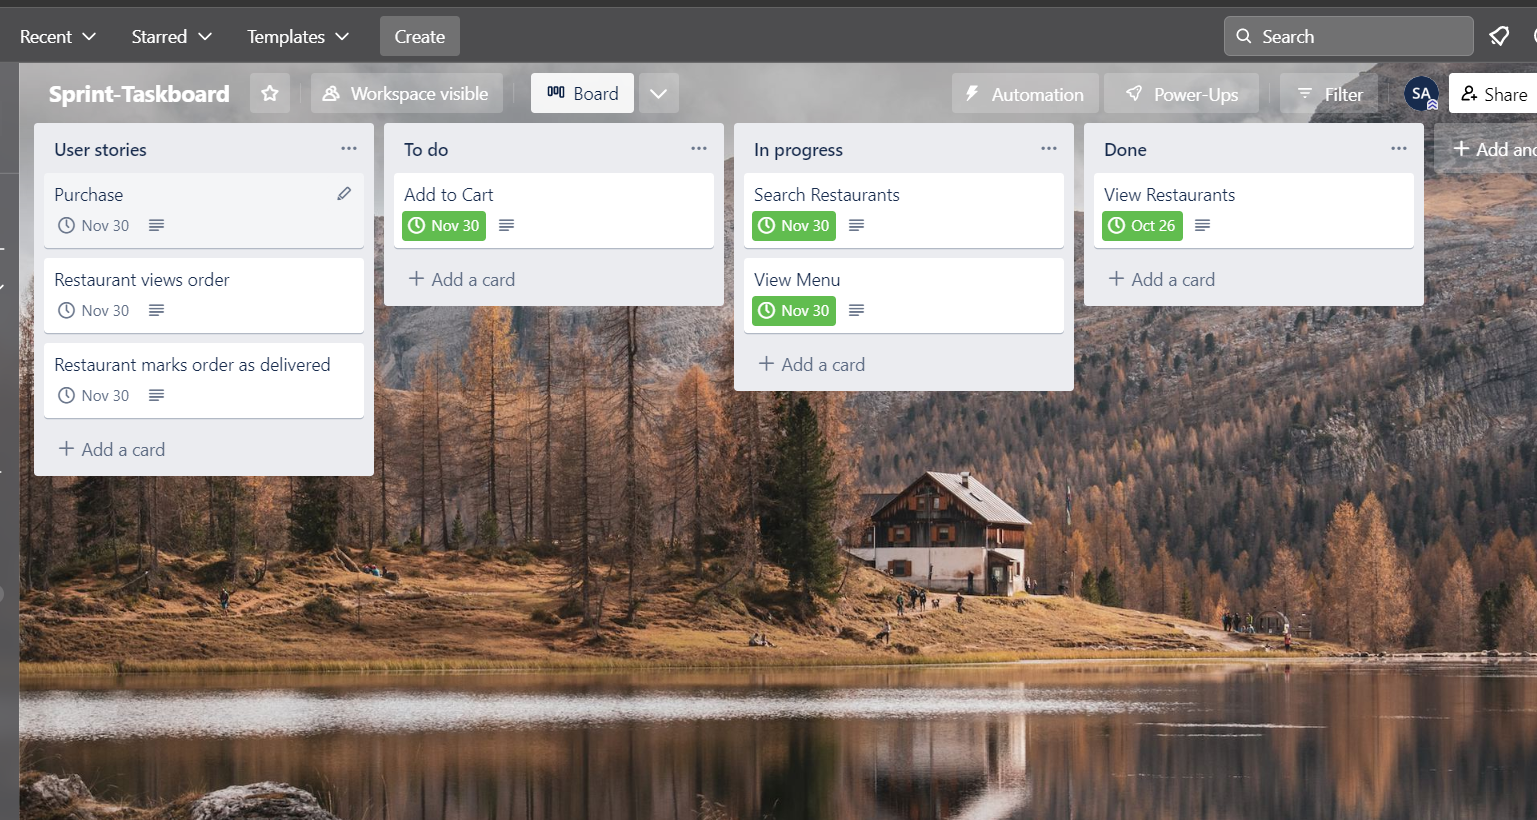 Recent Starred Templates Create Search
Sprint-Taskboard Workspace visible Board Automation Power-Ups Filter SA Share
User stories
Purchase
Nov 30
Restaurant views order
Nov 30
Restaurant marks order as delivered
Nov 30
+ Add a card
To do
Add to Cart
Nov 30
+ Add a card
In progress
Search Restaurants
Nov 30
View Menu
Nov 30
+ Add a card
Done
View Restaurants
Oct 26
+ Add a card
+ Add